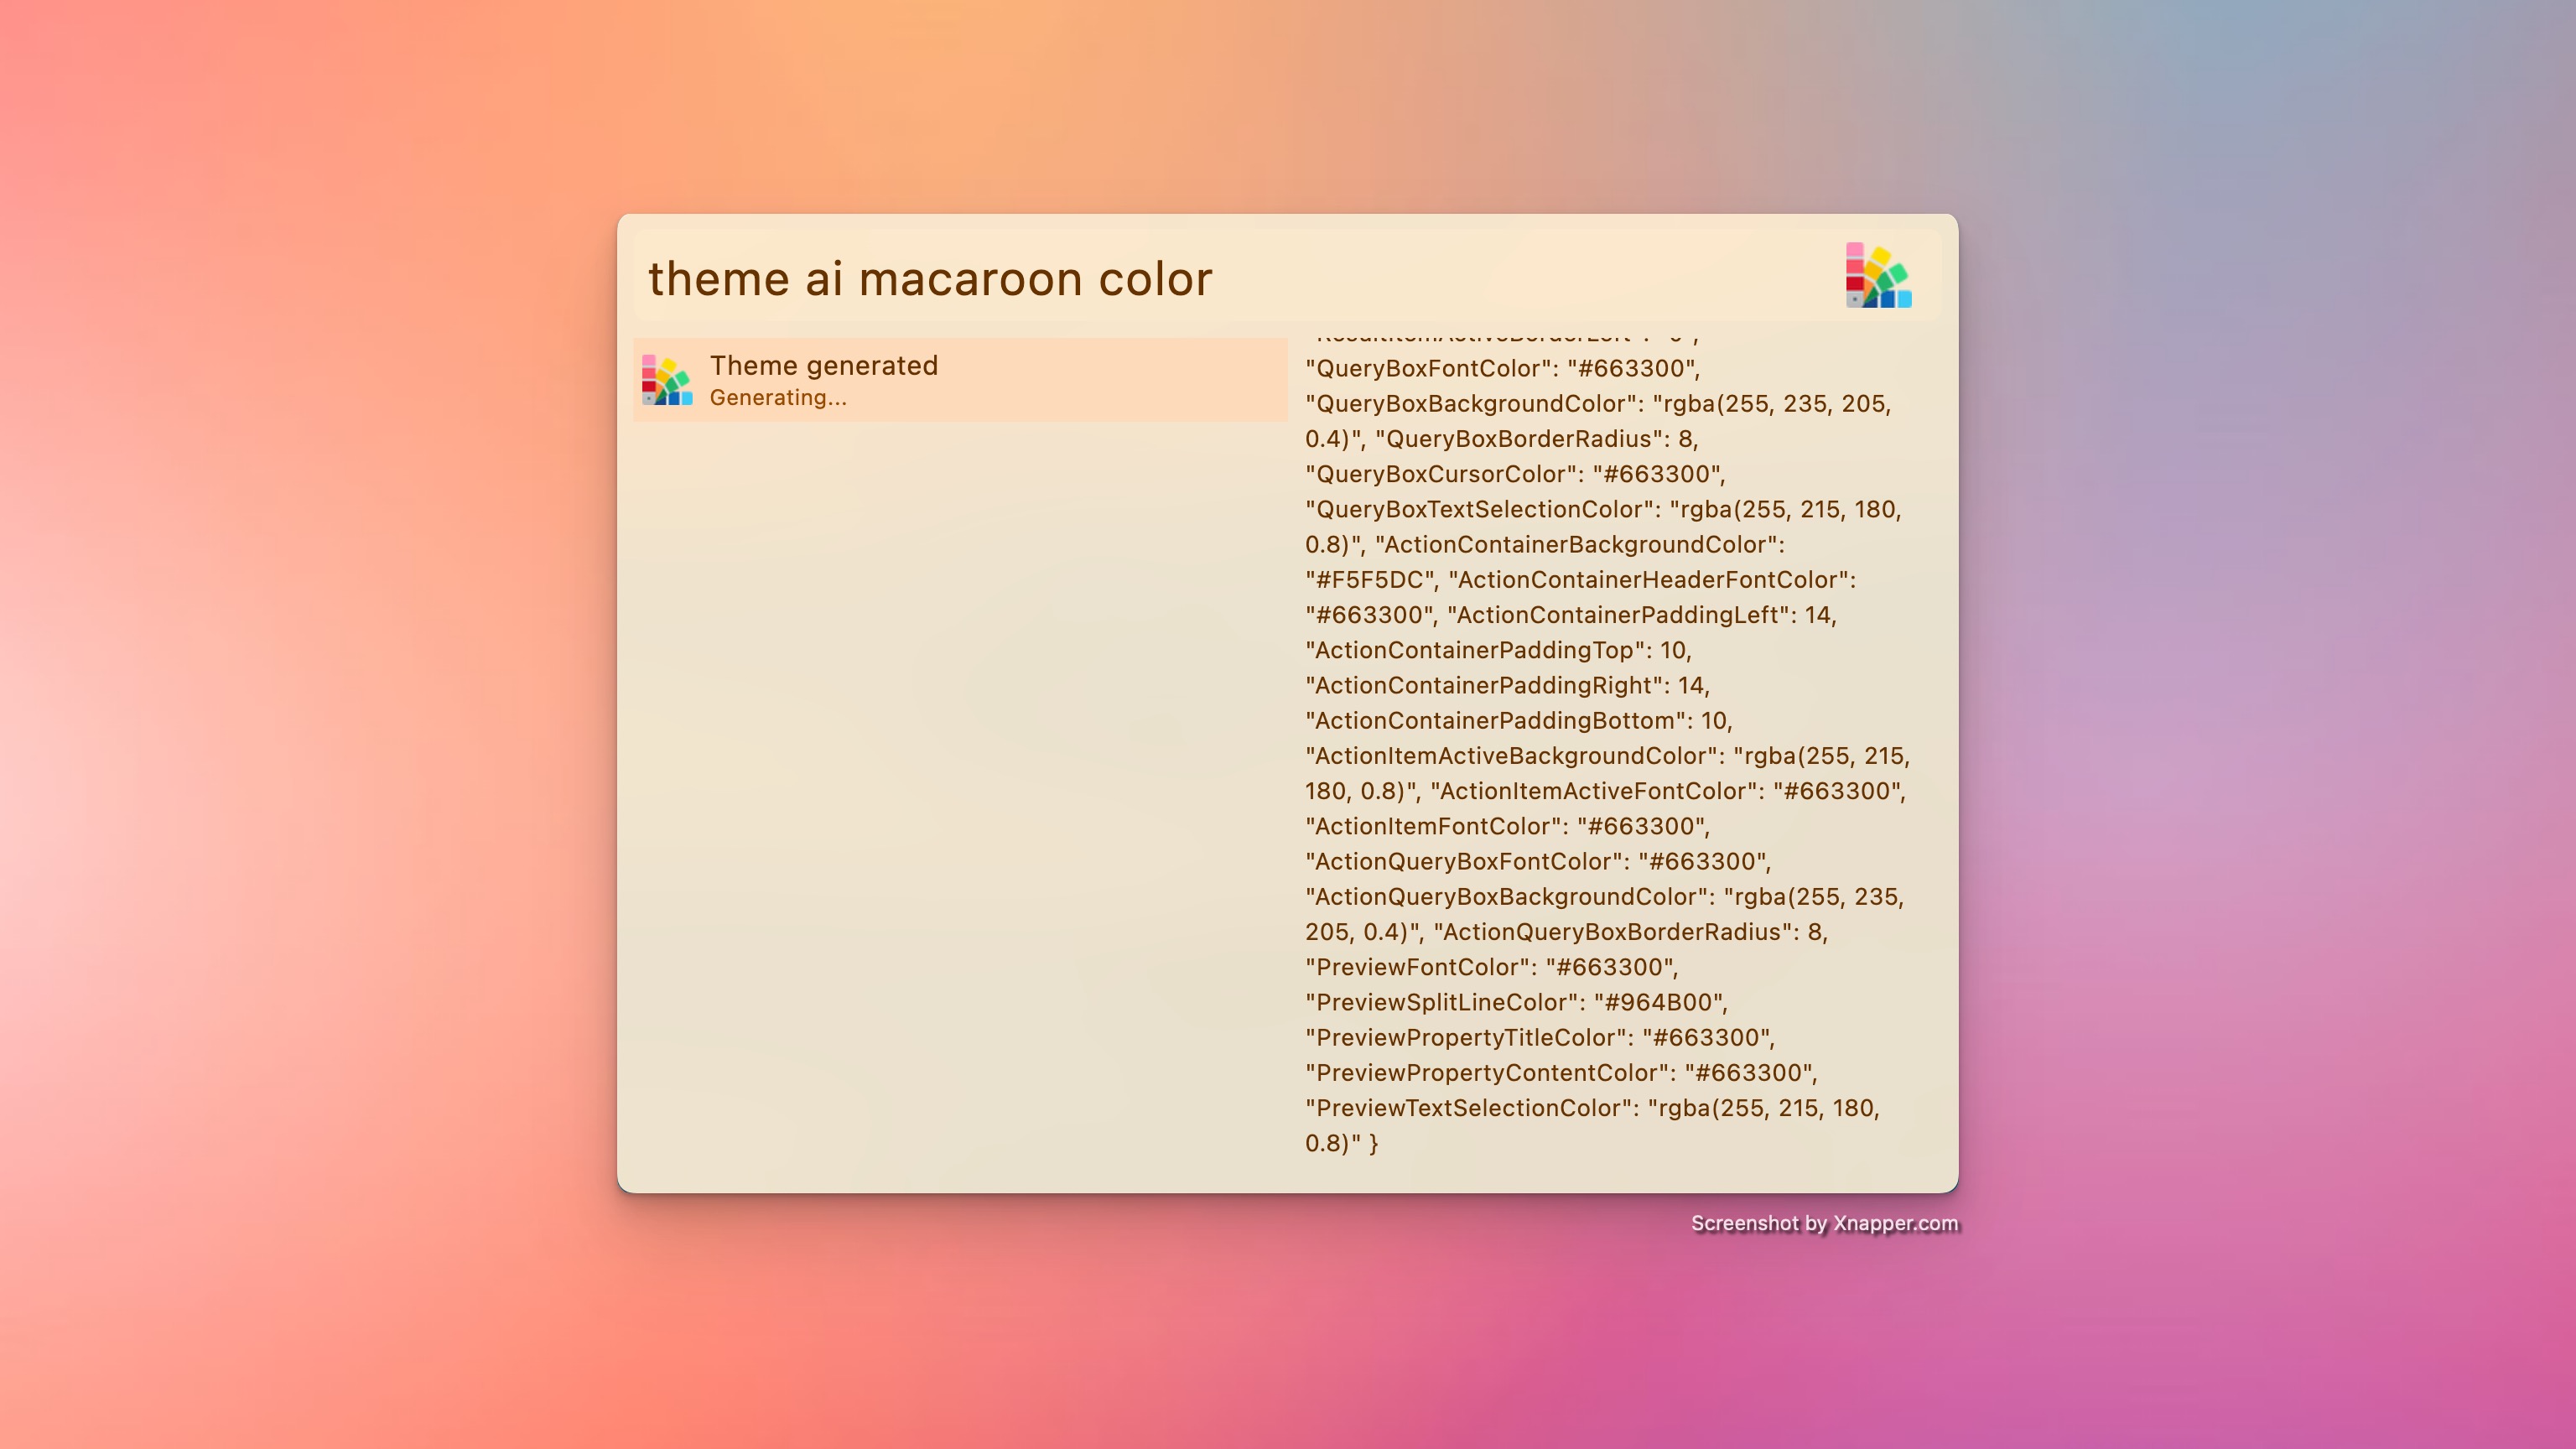 theme ai macaroon color
Theme generated
Generating...
"QueryBoxFontColor": "#663300",
"QueryBoxBackgroundColor": "rgba(255, 235, 205,
0.4)", "QueryBoxBorderRadius": 8,
"QueryBoxCursorColor": "#663300",
"QueryBoxTextSelectionColor": "rgba(255, 215, 180,
0.8)", "ActionContainerBackgroundColor":
"#F5F5DC", "ActionContainerHeaderFontColor":
"#663300", "ActionContainerPaddingLeft": 14,
"ActionContainerPaddingTop": 10,
"ActionContainerPaddingRight": 14,
"ActionContainerPaddingBottom": 10,
"ActionItemActiveBackgroundColor": "rgba(255, 215,
180, 0.8)", "ActionItemActiveFontColor": "#663300",
"ActionItemFontColor": "#663300",
"ActionQueryBoxFontColor": "#663300",
"ActionQueryBoxBackgroundColor": "rgba(255, 235,
205, 0.4)", "ActionQueryBoxBorderRadius": 8,
"PreviewFontColor": "#663300",
"PreviewSplitLineColor": "#964B00",
"PreviewPropertyTitleColor": "#663300",
"PreviewPropertyContentColor": "#663300",
"PreviewTextSelectionColor": "rgba(255, 215, 180,
0.8)" }
Screenshot by Xnapper.com